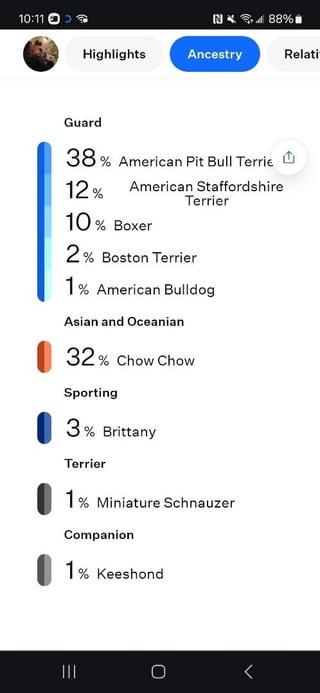 10:11 88%
Highlights Ancestry Relati
Guard
38 % American Pit Bull Terrie
12 % American Staffordshire
Terrier
10 % Boxer
2 % Boston Terrier
1 % American Bulldog
Asian and Oceanian
32 % Chow Chow
Sporting
3 % Brittany
Terrier
1 % Miniature Schnauzer
Companion
1 % Keeshond